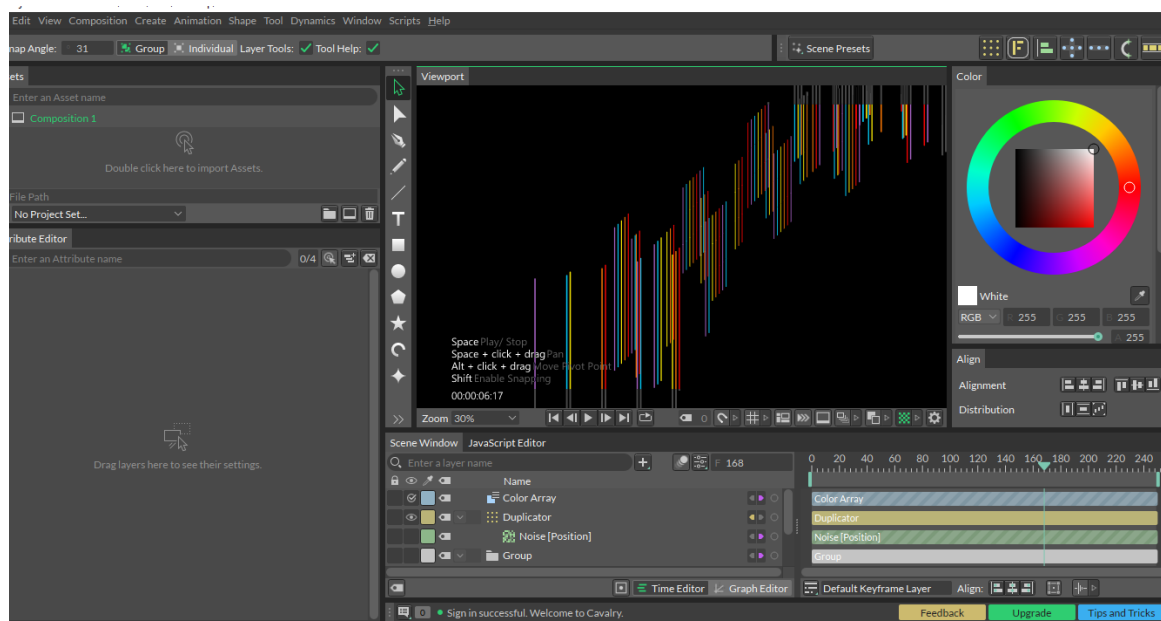 Edit View Composition Create Animation Shape Tool Dynamics Window Scripts Help
nap Angle: 31 Group Individual Layer Tools: Tool Help: Scene Presets
ets
Enter an Asset name
Composition 1
Double click here to import Assets.
File Path
No Project Set...
ribute Editor
Enter an Attribute name 0/4
Drag layers here to see their settings.
Viewport
Space Play/ Stop
Space + click + drag Pan
Alt + click + drag Move Pivot Point
Shift Enable Snapping
00:00:06:17
Zoom 30% 0
Color
White
RGB R 255 G 255 B 255
A 255
Align
Alignment
Distribution
Scene Window JavaScript Editor
Enter a layer name F 168
Name
Color Array
Duplicator
Noise [Position]
Group
0 20 40 60 80 100 120 140 160 180 200 220 240
Color Array
Duplicator
Noise [Position]
Group
Time Editor Graph Editor Default Keyframe Layer Align:
0 Sign in successful. Welcome to Cavalry. Feedback Upgrade Tips and Tricks